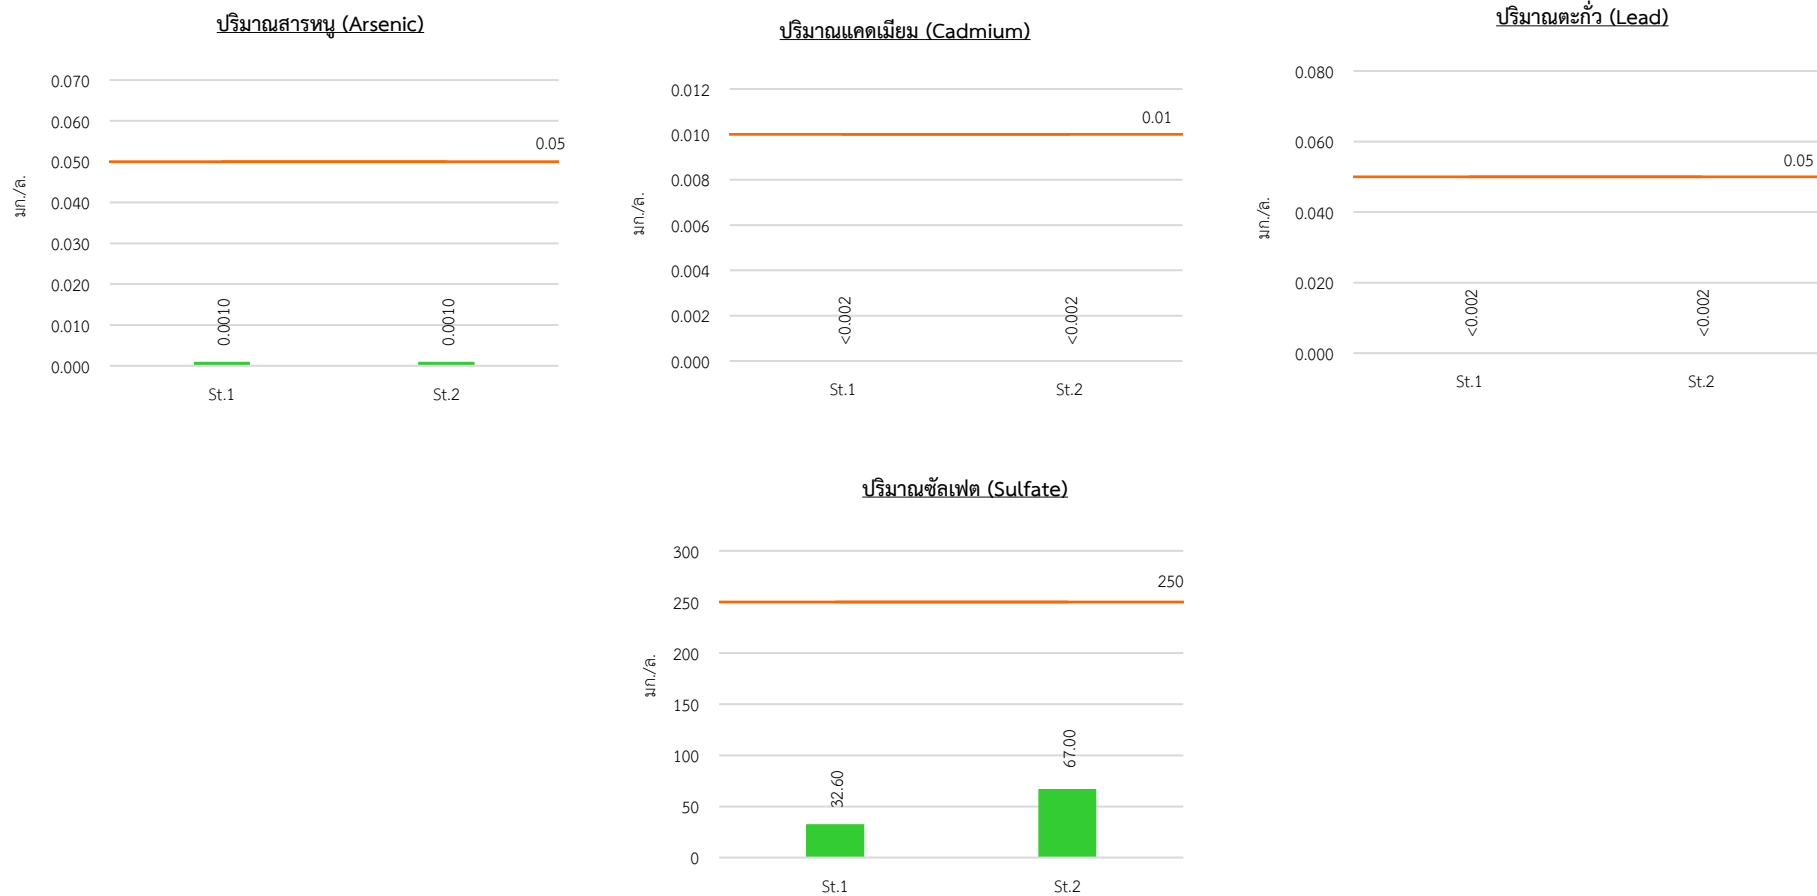 ปริมาณสารหนู (Arsenic)
0.070
0.060
0.050
0.040
0.030
0.020
0.010
0.000
มก./ล.
0.05
0.0010
0.0010
St.1
St.2
ปริมาณแคดเมียม (Cadmium)
0.012
0.010
0.008
0.006
0.004
0.002
0.000
มก./ล.
0.01
<0.002
<0.002
St.1
St.2
ปริมาณตะกั่ว (Lead)
0.080
0.060
0.040
0.020
0.000
มก./ล.
0.05
<0.002
<0.002
St.1
St.2
ปริมาณซัลเฟต (Sulfate)
300
250
200
150
100
50
0
มก./ล.
250
32.60
67.00
St.1
St.2